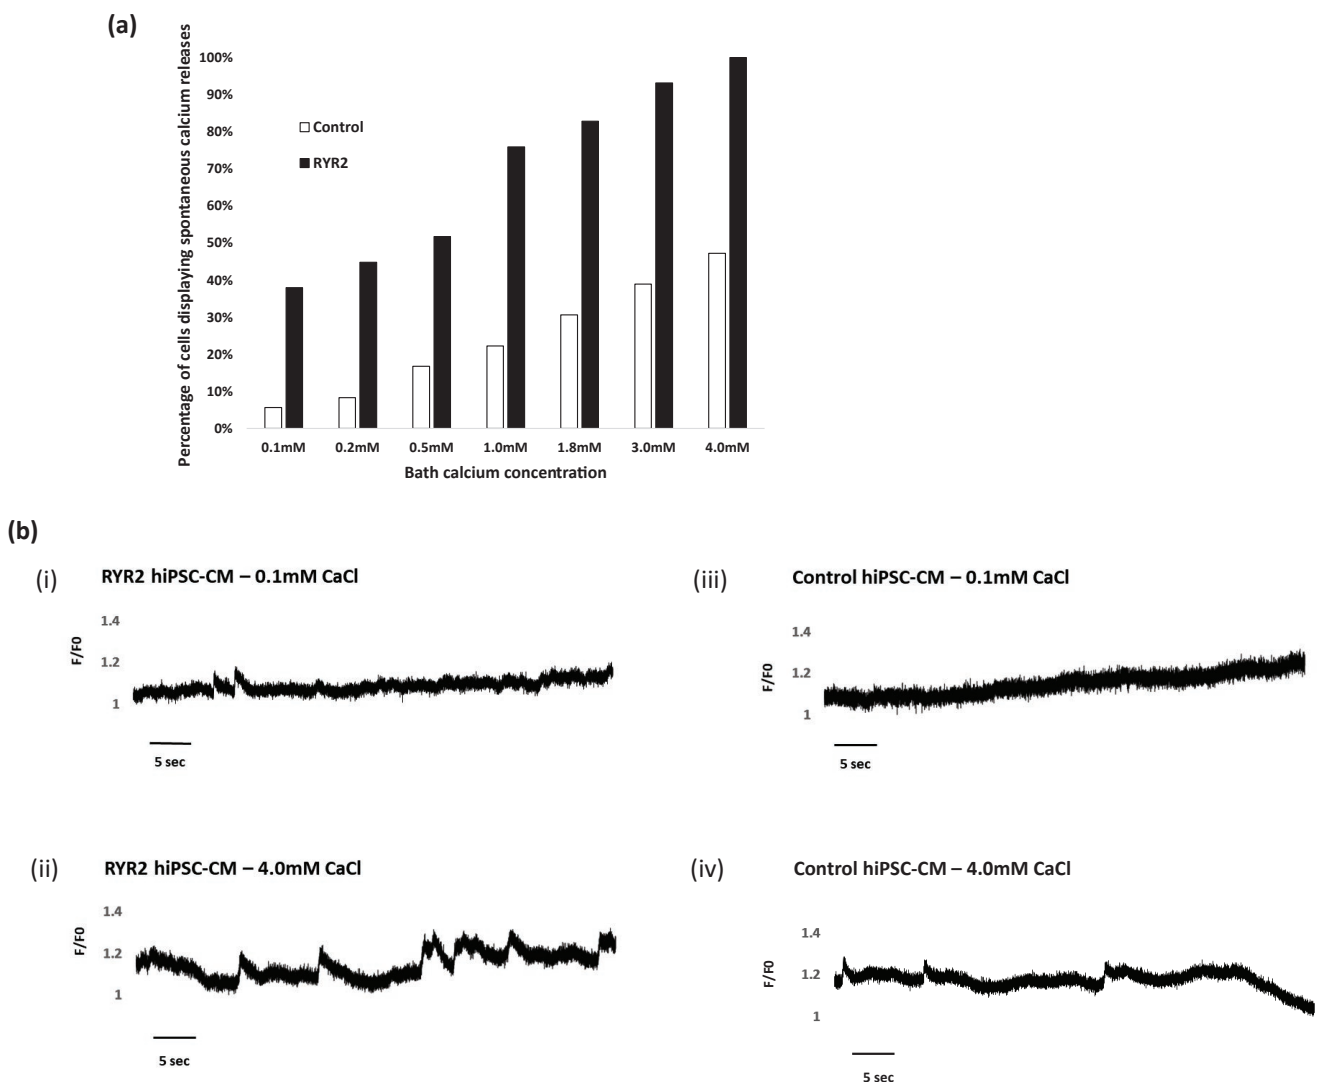 (a)
Percentage of cells displaying spontaneous calcium releases
100%
90%
80%
70%
60%
50%
40%
30%
20%
10%
0%
Control
RYR2
0.1mM 0.2mM 0.5mM 1.0mM 1.8mM 3.0mM 4.0mM
Bath calcium concentration
(b)
(i) RYR2 hiPSC-CM – 0.1mM CaCl
F/F0
1.4
1.2
1
5 sec
(iii) Control hiPSC-CM – 0.1mM CaCl
F/F0
1.4
1.2
1
5 sec
(ii) RYR2 hiPSC-CM – 4.0mM CaCl
F/F0
1.4
1.2
1
5 sec
(iv) Control hiPSC-CM – 4.0mM CaCl
F/F0
1.4
1.2
1
5 sec